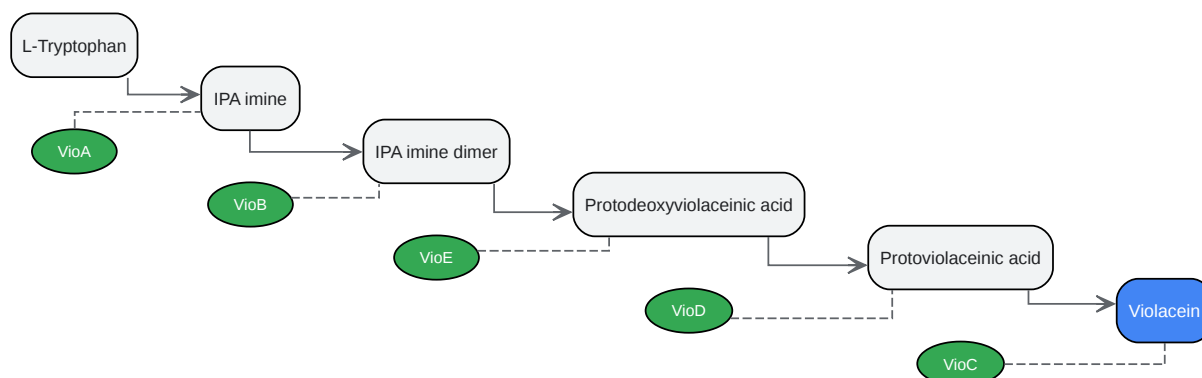 L-Tryptophan
IPA imine
VioA
IPA imine dimer
VioB
Protodeoxyviolaceinic acid
VioE
Protoviolaceinic acid
VioD
Violacein
VioC